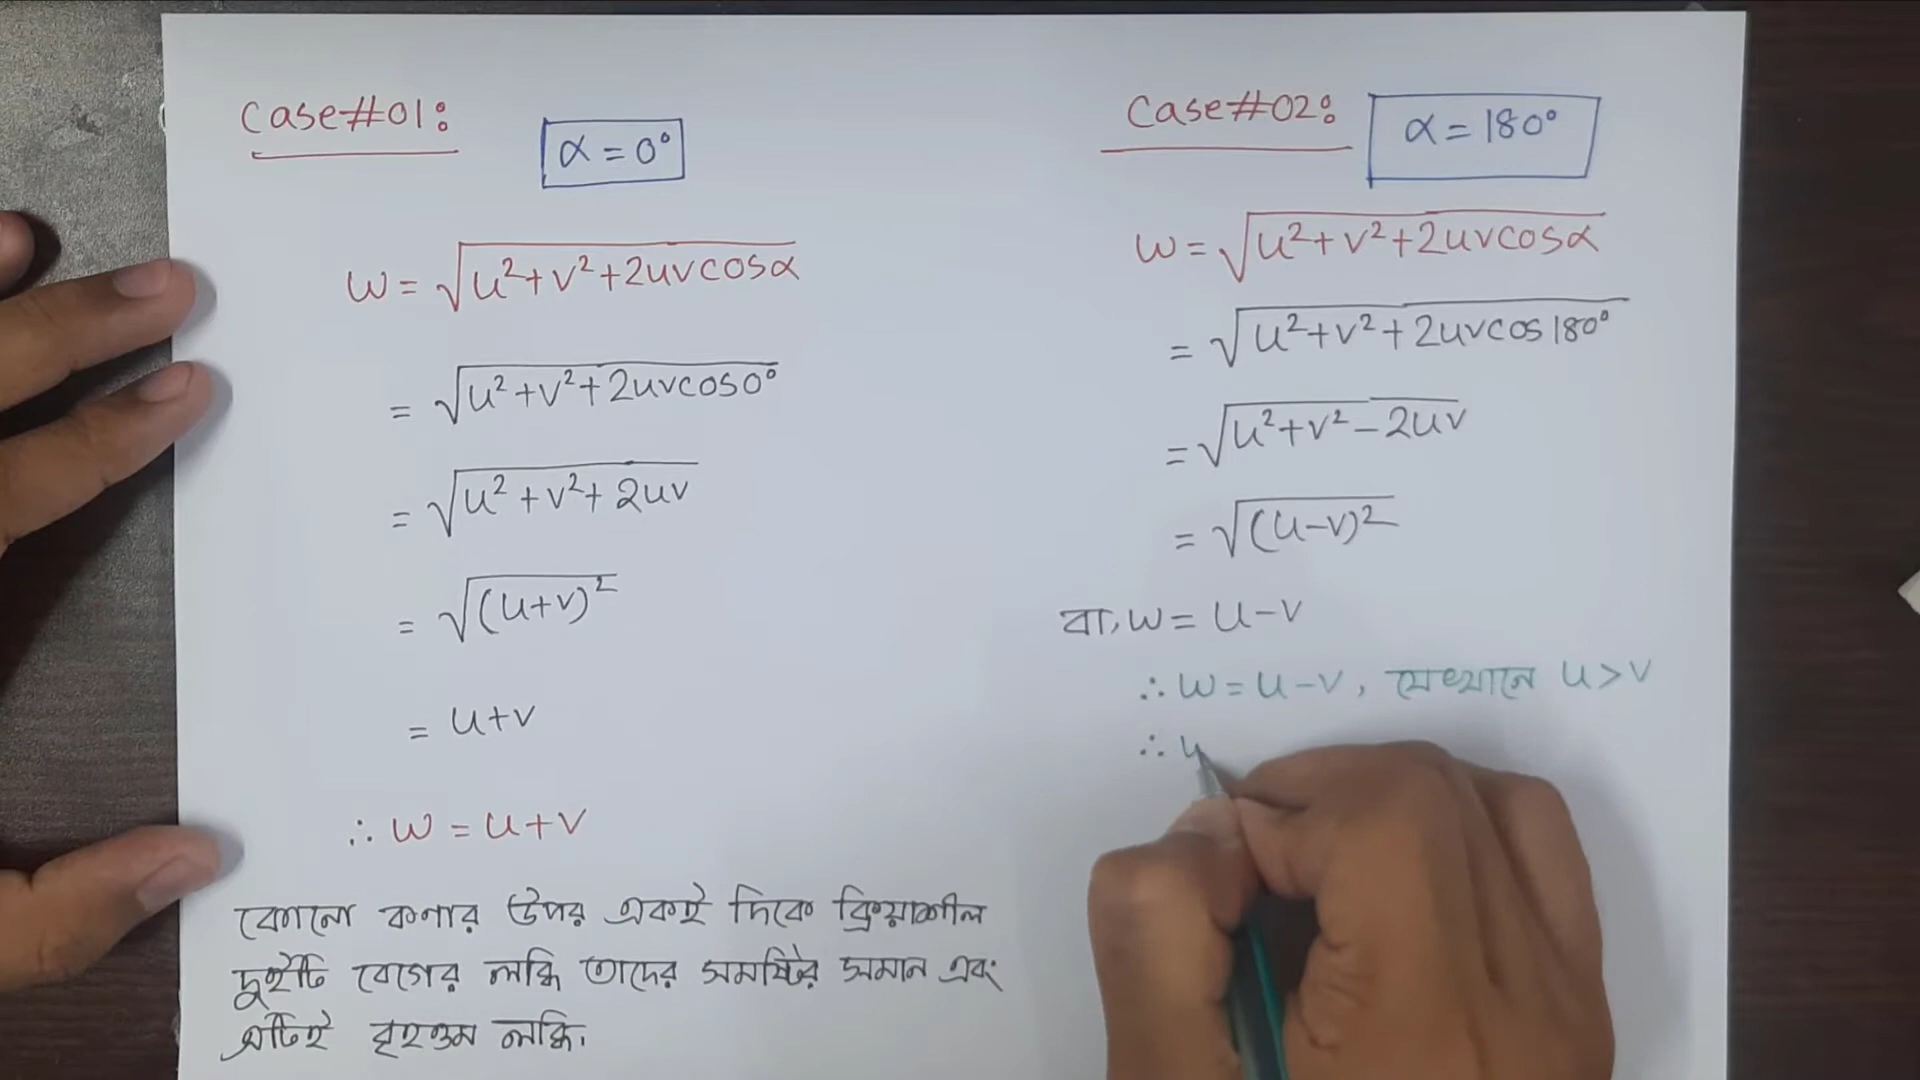 Case#01:
α = 0°
w = √(u² + v² + 2uvcosα)
= √(u² + v² + 2uvcos0°)
= √(u² + v² + 2uv)
= √(u+v)²
= u+v
∴ w = u+v
কোনো কণার উপর একই দিকে ক্রিয়াশীল
দুইটি বেগের লব্ধি তাদের সমষ্টির সমান এবং
এটিই বৃহত্তম লব্ধি।
Case#02:
α = 180°
w = √(u² + v² + 2uvcosα)
= √(u² + v² + 2uvcos180°)
= √(u² + v² - 2uv)
= √(u-v)²
বা, w = u-v
∴ w = u-v, যেখানে u>v
∴